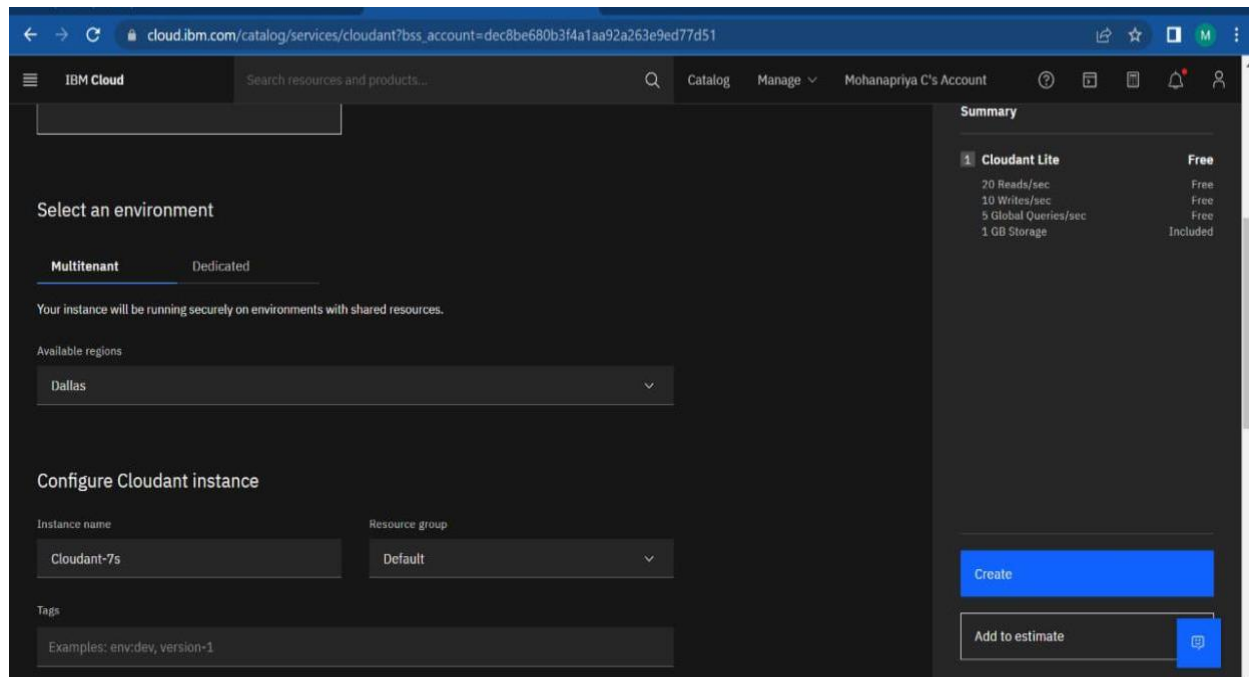 cloud.ibm.com/catalog/services/cloudant?bss_account=dec8be680b3f4a1aa92a263e9ed77d51
M
IBM Cloud
Search resources and products...
Catalog
Manage
Mohanapriya C's Account
Select an environment
Multitenant
Dedicated
Your instance will be running securely on environments with shared resources.
Available regions
Dallas
Configure Cloudant instance
Instance name
Resource group
Cloudant-7s
Default
Tags
Examples: env:dev, version-1
Summary
1 Cloudant Lite Free
20 Reads/sec Free
10 Writes/sec Free
5 Global Queries/sec Free
1 GB Storage Included
Create
Add to estimate